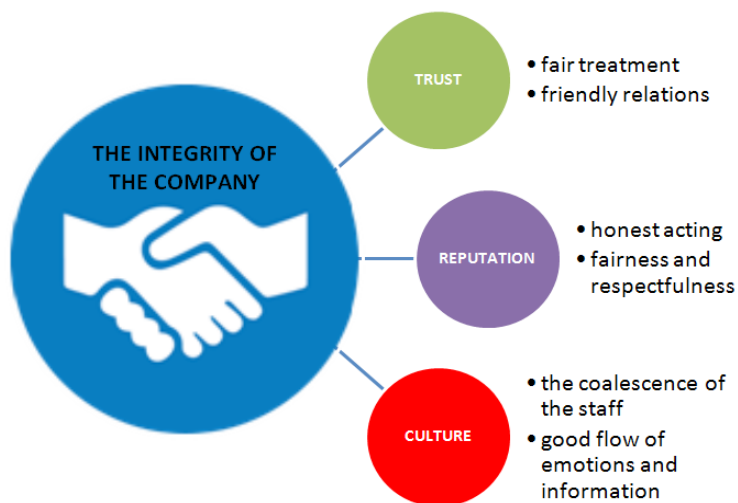 THE INTEGRITY OF
THE COMPANY
TRUST
• fair treatment
• friendly relations
REPUTATION
• honest acting
• fairness and
respectfulness
CULTURE
• the coalescence of
the staff
• good flow of
emotions and
information